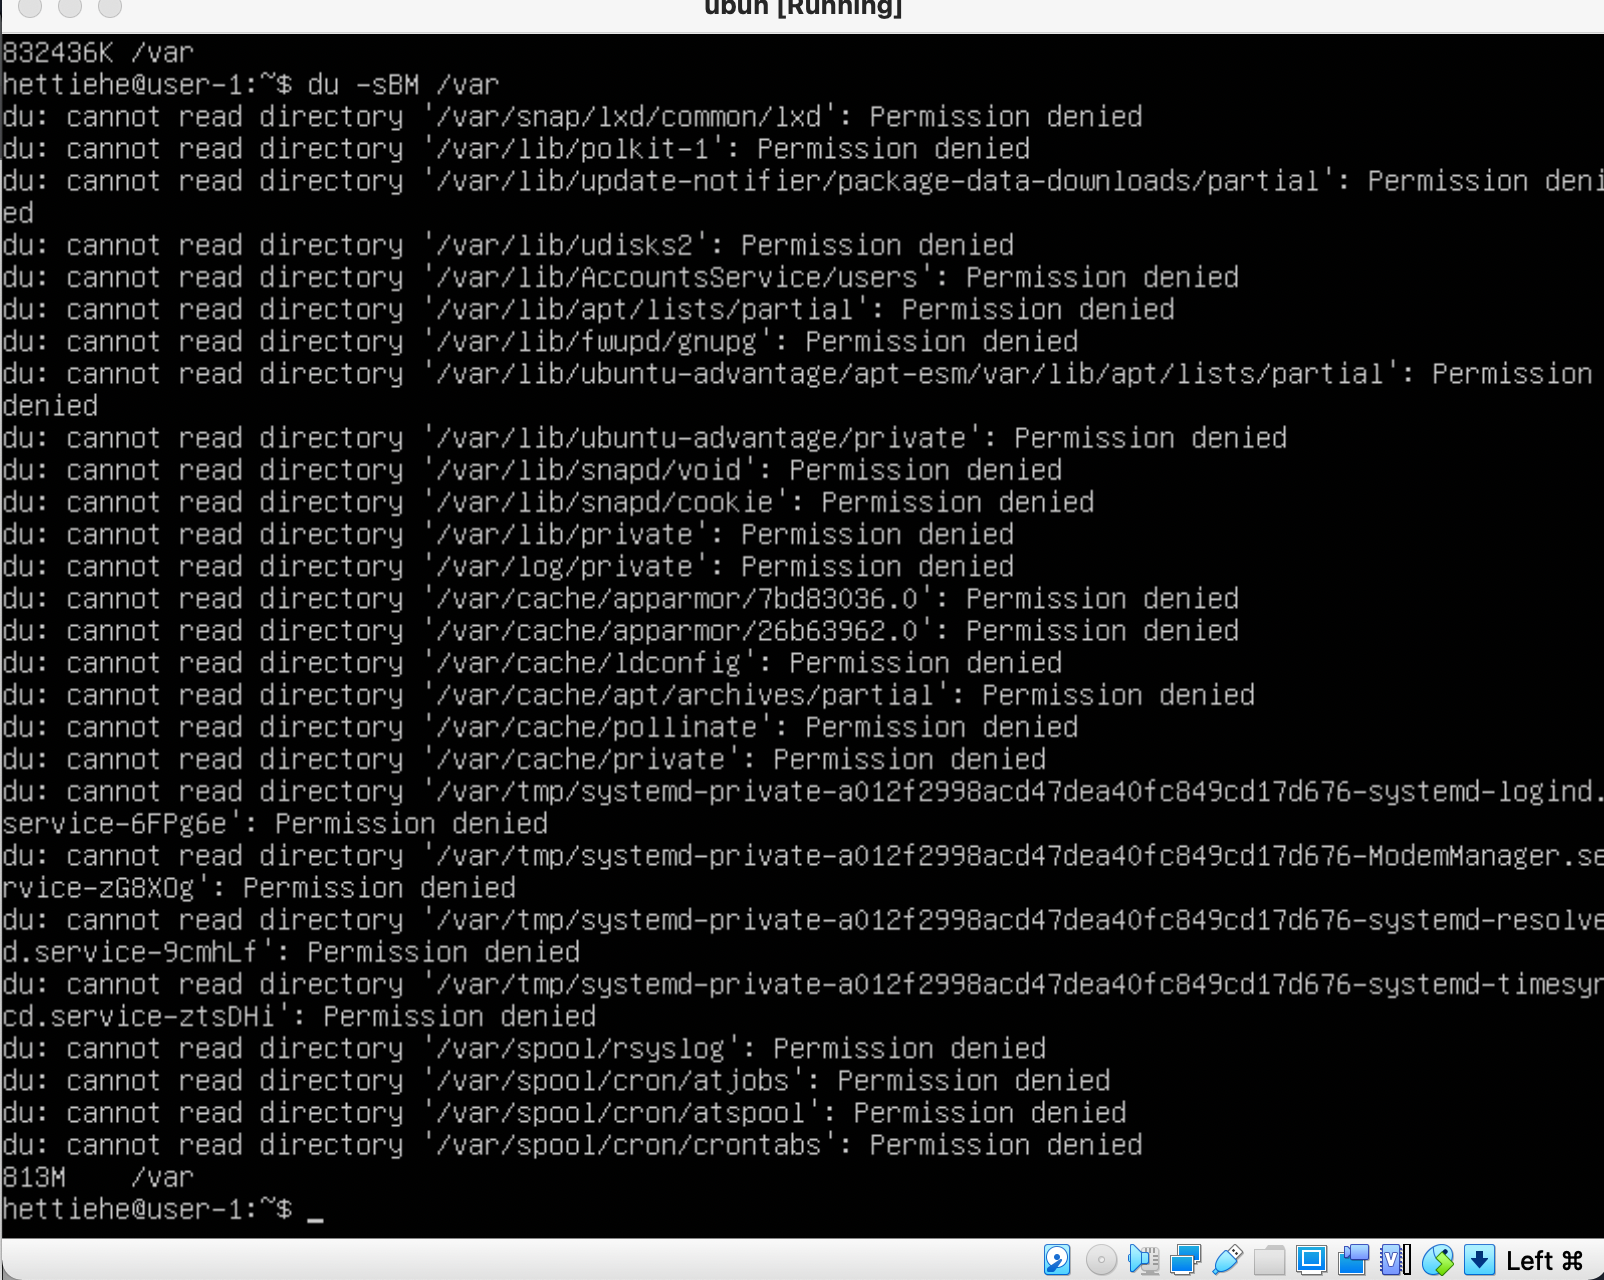 ubun [Running]
832436K /var
hettiehe@user-1:~$ du -sBM /var
du: cannot read directory '/var/snap/lxd/common/lxd': Permission denied
du: cannot read directory '/var/lib/polkit-1': Permission denied
du: cannot read directory '/var/lib/update-notifier/package-data-downloads/partial': Permission deni
ed
du: cannot read directory '/var/lib/udisks2': Permission denied
du: cannot read directory '/var/lib/AccountsService/users': Permission denied
du: cannot read directory '/var/lib/apt/lists/partial': Permission denied
du: cannot read directory '/var/lib/fwupd/gnupg': Permission denied
du: cannot read directory '/var/lib/ubuntu-advantage/apt-esm/var/lib/apt/lists/partial': Permission
denied
du: cannot read directory '/var/lib/ubuntu-advantage/private': Permission denied
du: cannot read directory '/var/lib/snapd/void': Permission denied
du: cannot read directory '/var/lib/snapd/cookie': Permission denied
du: cannot read directory '/var/lib/private': Permission denied
du: cannot read directory '/var/log/private': Permission denied
du: cannot read directory '/var/cache/apparmor/7bd83036.0': Permission denied
du: cannot read directory '/var/cache/apparmor/26b63962.0': Permission denied
du: cannot read directory '/var/cache/ldconfig': Permission denied
du: cannot read directory '/var/cache/apt/archives/partial': Permission denied
du: cannot read directory '/var/cache/pollinate': Permission denied
du: cannot read directory '/var/cache/private': Permission denied
du: cannot read directory '/var/tmp/systemd-private-a012f2998acd47dea40fc849cd17d676-systemd-logind.
service-6FPg6e': Permission denied
du: cannot read directory '/var/tmp/systemd-private-a012f2998acd47dea40fc849cd17d676-ModemManager.se
rvice-zG8XOg': Permission denied
du: cannot read directory '/var/tmp/systemd-private-a012f2998acd47dea40fc849cd17d676-systemd-resolve
d.service-9cmhLf': Permission denied
du: cannot read directory '/var/tmp/systemd-private-a012f2998acd47dea40fc849cd17d676-systemd-timesyn
cd.service-ztsDHi': Permission denied
du: cannot read directory '/var/spool/rsyslog': Permission denied
du: cannot read directory '/var/spool/cron/atjobs': Permission denied
du: cannot read directory '/var/spool/cron/atspool': Permission denied
du: cannot read directory '/var/spool/cron/crontabs': Permission denied
813M    /var
hettiehe@user-1:~$ _
Left ⌘